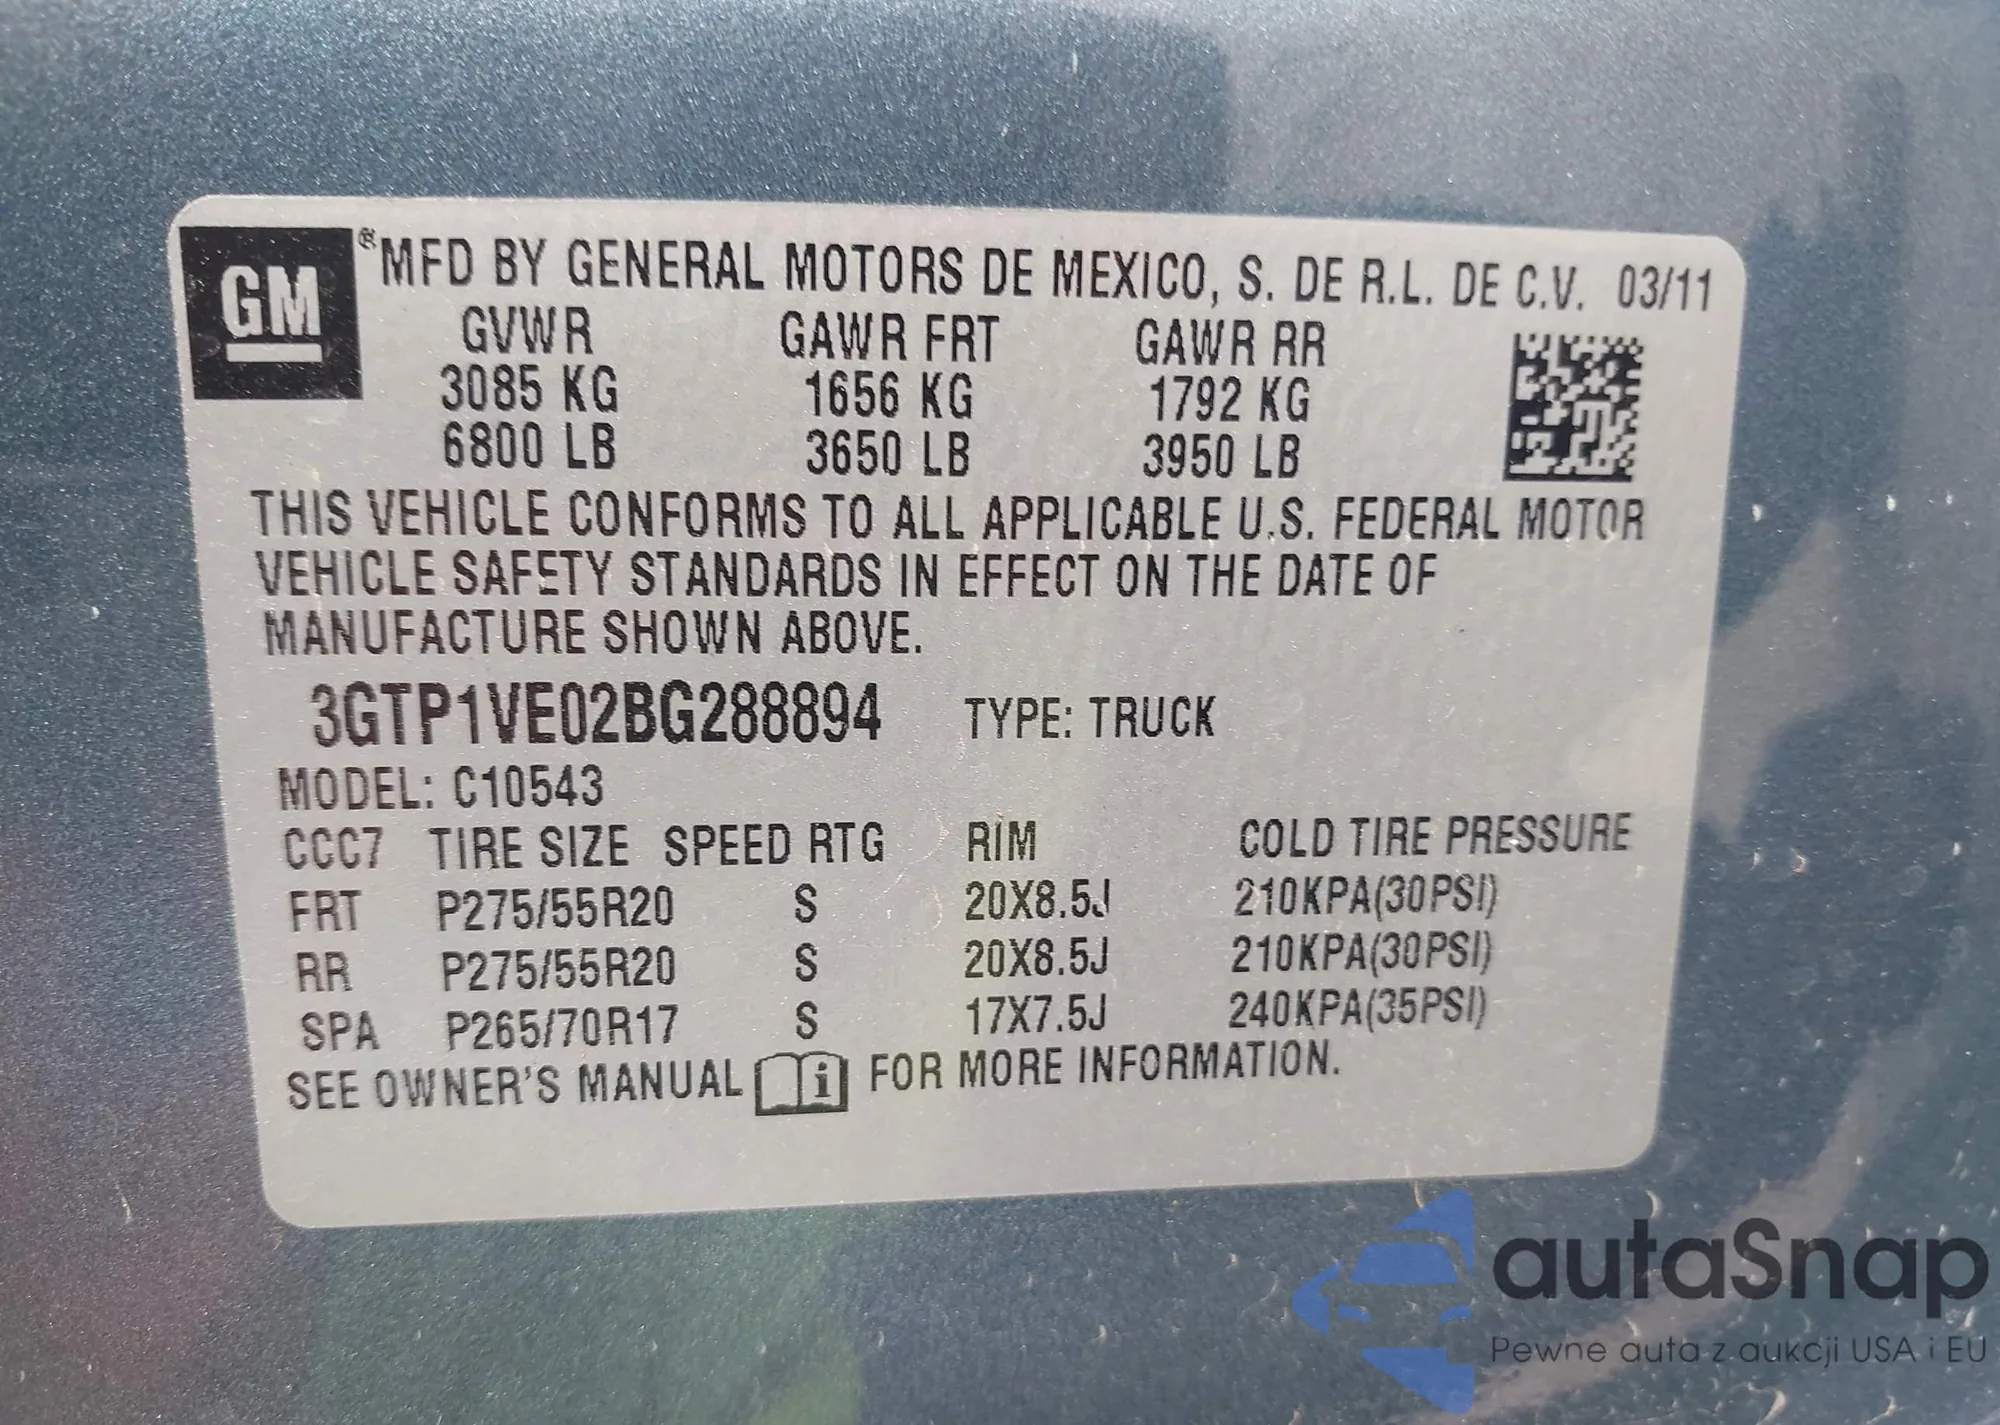 GM
®MFD BY GENERAL MOTORS DE MEXICO, S. DE R.L. DE C.V. 03/11
GVWR GAWR FRT GAWR RR
3085 KG 1656 KG 1792 KG
6800 LB 3650 LB 3950 LB
THIS VEHICLE CONFORMS TO ALL APPLICABLE U.S. FEDERAL MOTOR
VEHICLE SAFETY STANDARDS IN EFFECT ON THE DATE OF
MANUFACTURE SHOWN ABOVE.
3GTP1VE02BG288894 TYPE: TRUCK
MODEL: C10543
CCC7 TIRE SIZE SPEED RTG RIM COLD TIRE PRESSURE
FRT P275/55R20 S 20X8.5J 210KPA(30PSI)
RR P275/55R20 S 20X8.5J 210KPA(30PSI)
SPA P265/70R17 S 17X7.5J 240KPA(35PSI)
SEE OWNER'S MANUAL i FOR MORE INFORMATION.
autaSnap
Pewne auta z aukcji USA i EU